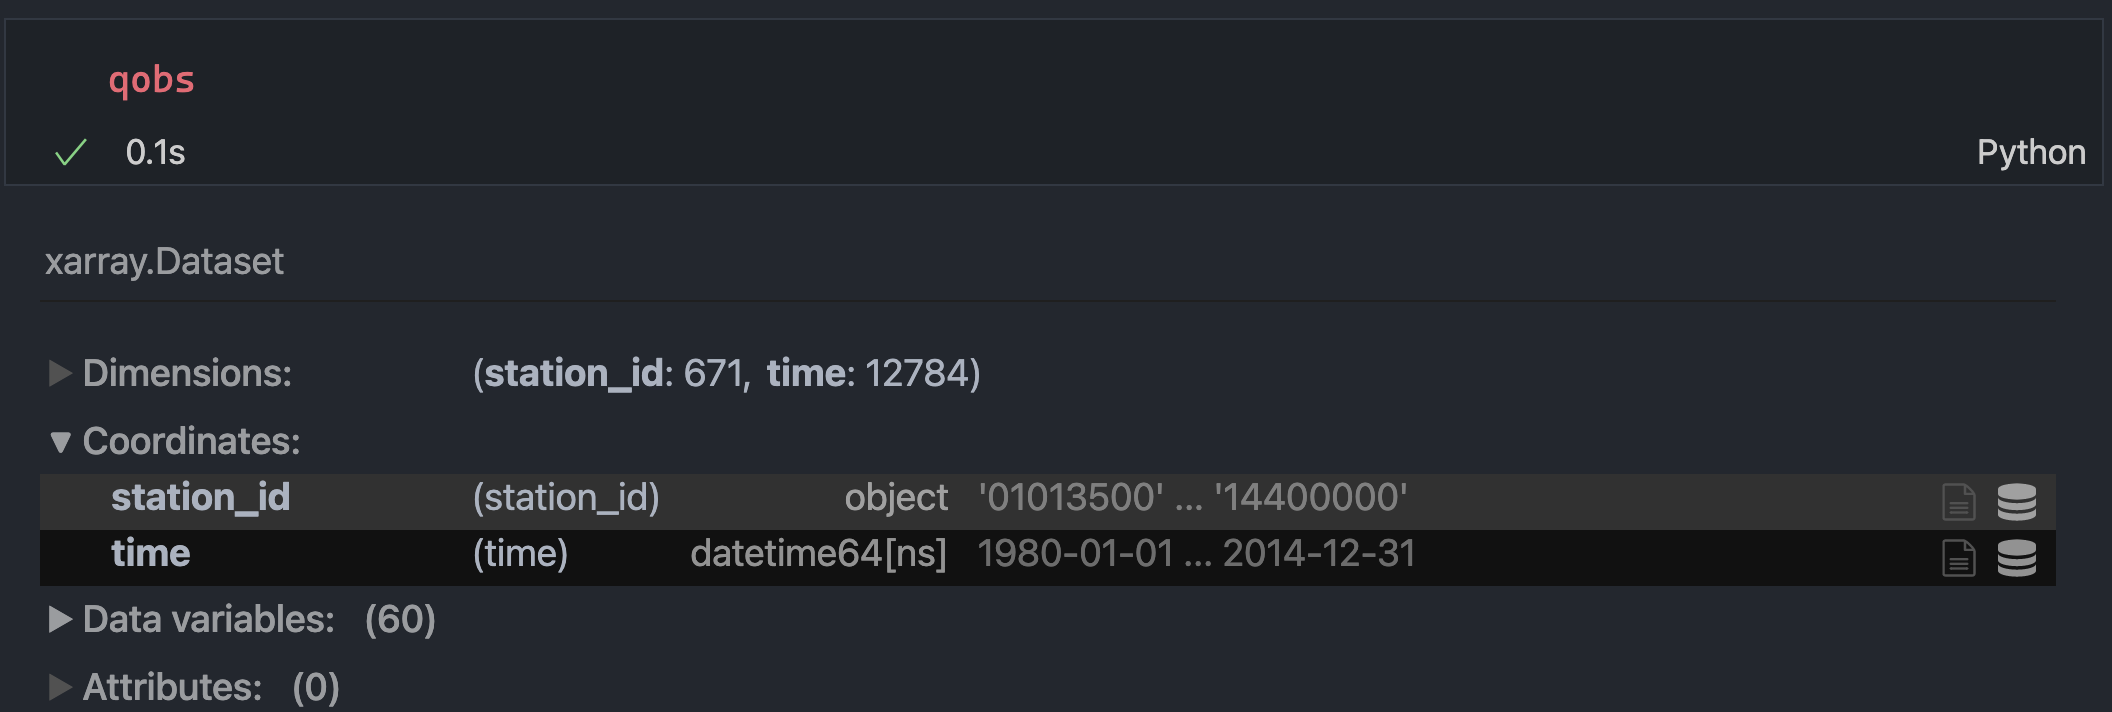 qobs
0.1s
Python
xarray.Dataset
Dimensions: (station_id: 671, time: 12784)
Coordinates:
station_id (station_id) object '01013500' ... '14400000'
time (time) datetime64[ns] 1980-01-01 ... 2014-12-31
Data variables: (60)
Attributes: (0)